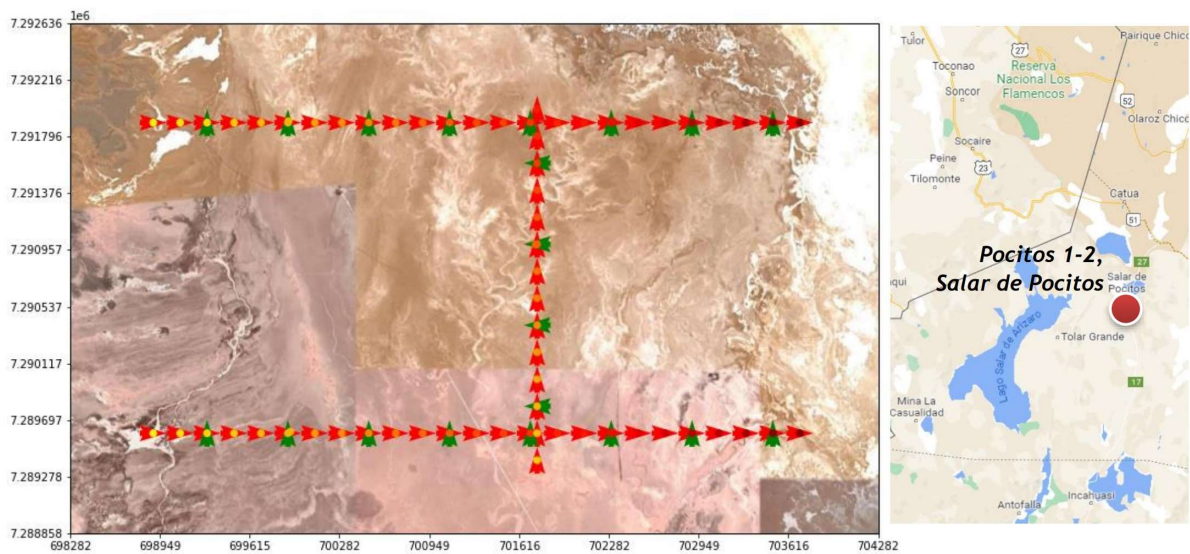 1e6
7.292636
7.292216
7.291796
7.291376
7.290957
7.290537
7.290117
7.289697
7.289278
7.288858
698282
698949
699615
700282
700949
701616
702282
702949
703616
704282
Tulor
Toconao
27
Soncor
Reserva
Nacional Los
Flamencos
Pairique Chico
52
Olaroz Chico
Socaire
Peine
23
Tilomonte
Catua
51
Pocitos 1-2,
Salar de Pocitos
27
Salar de
Pocitos
Lago Salar de Arizaro
Tolar Grande
17
Mina La
Casualidad
Antofalla
Incahuasi